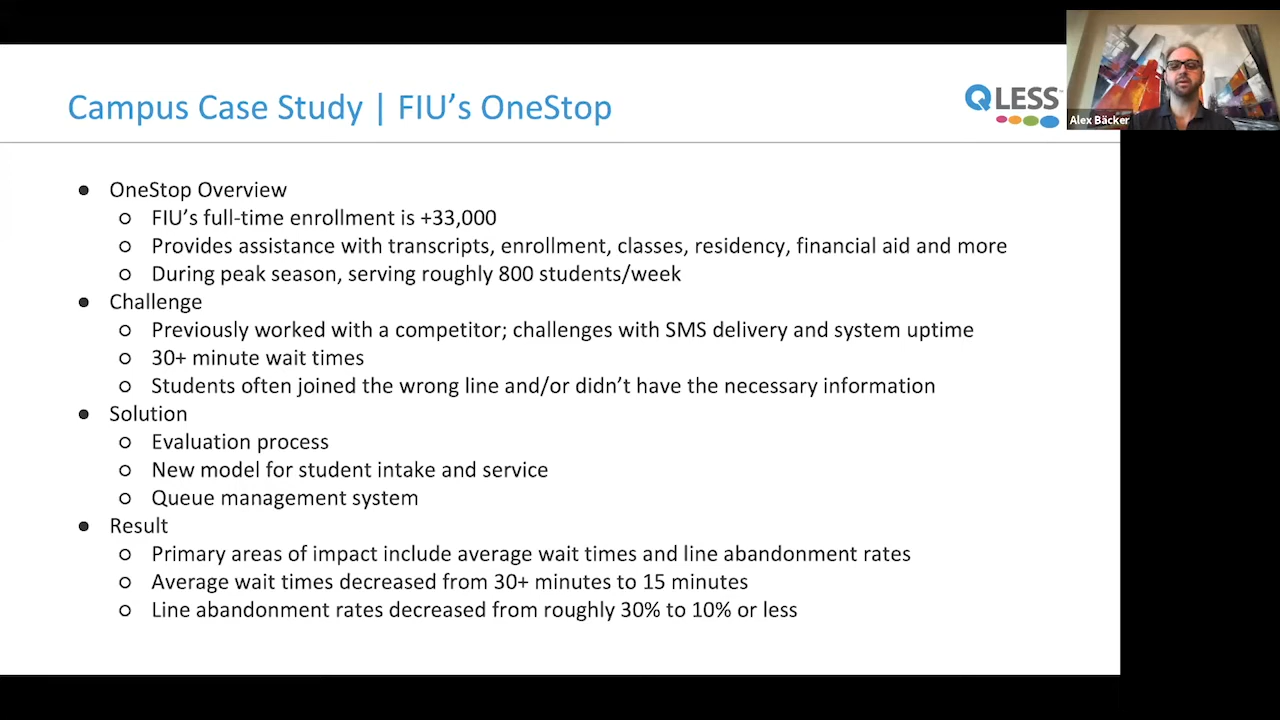 Campus Case Study | FIU's OneStop
QLESS
Alex Bäcker
● OneStop Overview
○ FIU's full-time enrollment is +33,000
○ Provides assistance with transcripts, enrollment, classes, residency, financial aid and more
○ During peak season, serving roughly 800 students/week
● Challenge
○ Previously worked with a competitor; challenges with SMS delivery and system uptime
○ 30+ minute wait times
○ Students often joined the wrong line and/or didn't have the necessary information
● Solution
○ Evaluation process
○ New model for student intake and service
○ Queue management system
● Result
○ Primary areas of impact include average wait times and line abandonment rates
○ Average wait times decreased from 30+ minutes to 15 minutes
○ Line abandonment rates decreased from roughly 30% to 10% or less